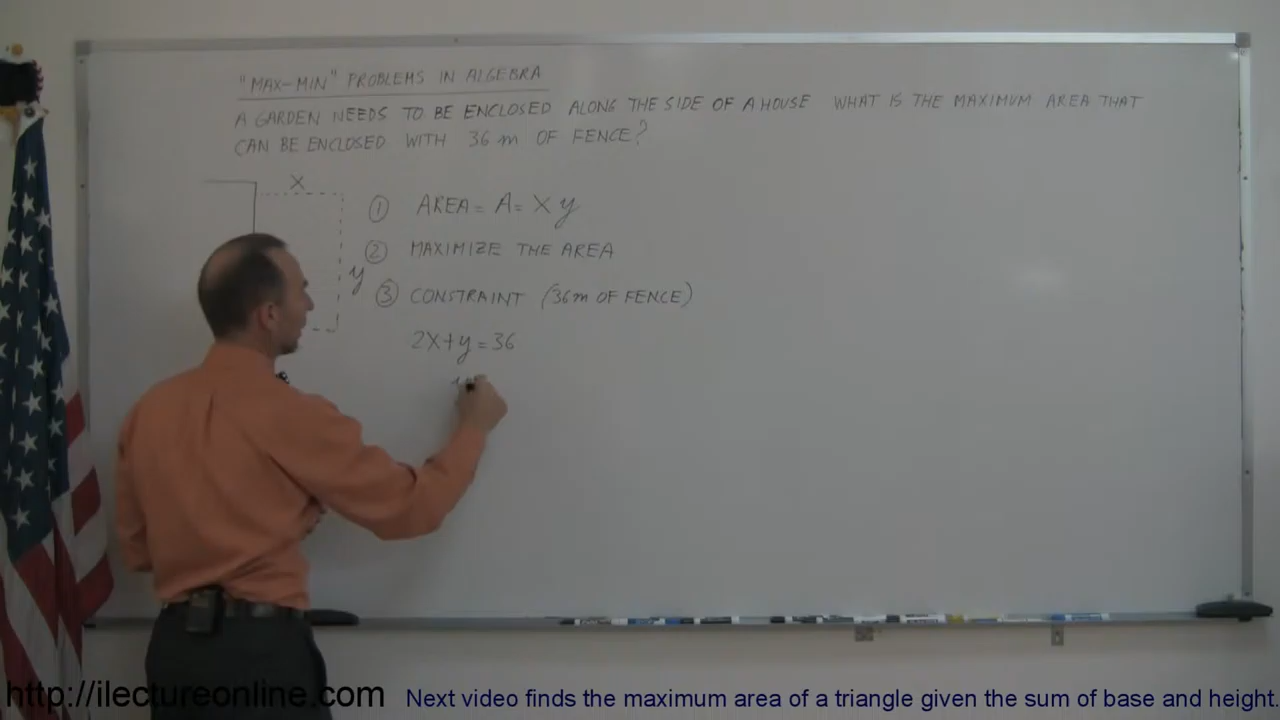 "MAX-MIN" PROBLEMS IN ALGEBRA
A GARDEN NEEDS TO BE ENCLOSED ALONG THE SIDE OF A HOUSE WHAT IS THE MAXIMUM AREA THAT
CAN BE ENCLOSED WITH 36 m OF FENCE?
X
① AREA = A = X y
② MAXIMIZE THE AREA
y
③ CONSTRAINT (36m OF FENCE)
2X+y=36
http://ilectureonline.com
Next video finds the maximum area of a triangle given the sum of base and height.